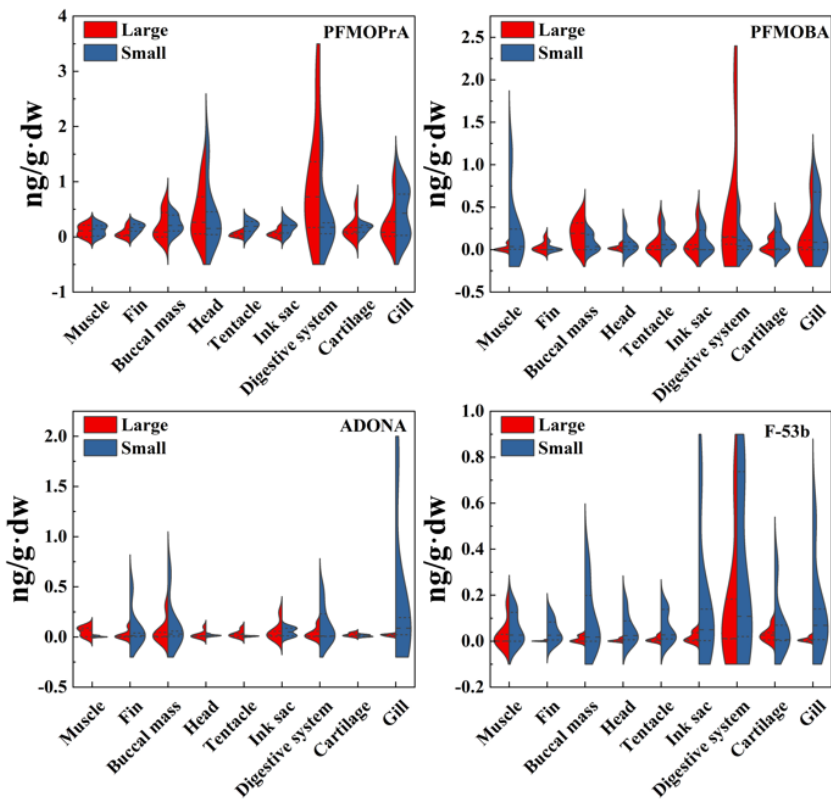 PFMOPrA
Large
Small
ng/g·dw
4
3
2
1
0
-1
Muscle
Fin
Buccal mass
Head
Tentacle
Ink sac
Digestive system
Cartilage
Gill
PFMOBA
Large
Small
ng/g·dw
2.5
2.0
1.5
1.0
0.5
0.0
-0.5
Muscle
Fin
Buccal mass
Head
Tentacle
Ink sac
Digestive system
Cartilage
Gill
ADONA
Large
Small
ng/g·dw
2.0
1.5
1.0
0.5
0.0
-0.5
Muscle
Fin
Buccal mass
Head
Tentacle
Ink sac
Digestive system
Cartilage
Gill
F-53b
Large
Small
ng/g·dw
1.0
0.8
0.6
0.4
0.2
0.0
-0.2
Muscle
Fin
Buccal mass
Head
Tentacle
Ink sac
Digestive system
Cartilage
Gill